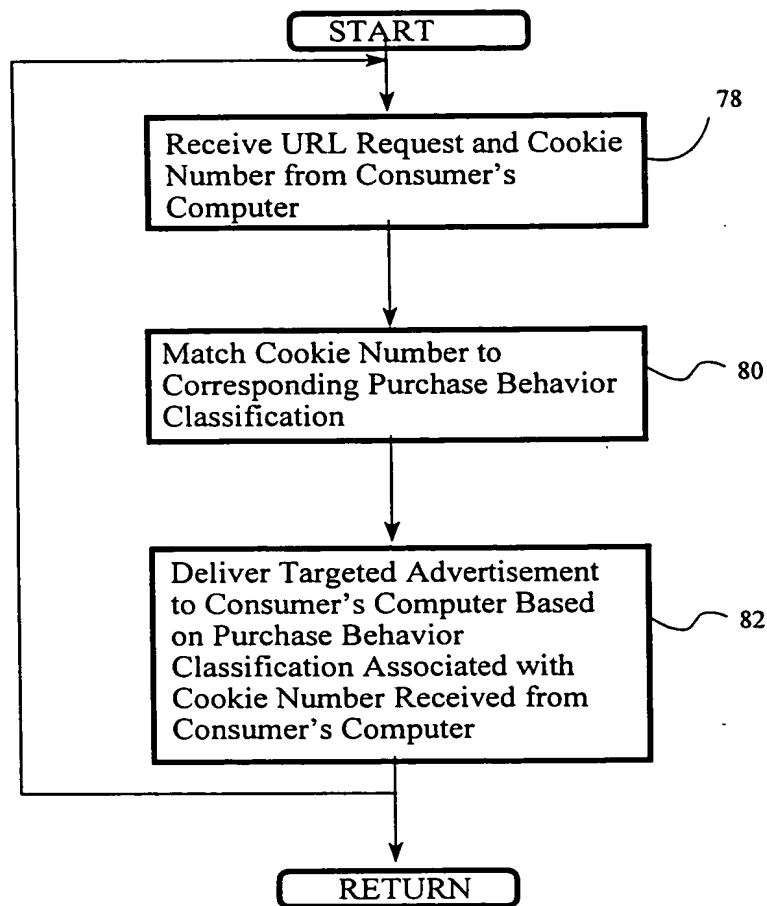 START
78
Receive URL Request and Cookie
Number from Consumer's
Computer
Match Cookie Number to
Corresponding Purchase Behavior
Classification
80
Deliver Targeted Advertisement
to Consumer's Computer Based
on Purchase Behavior
Classification Associated with
Cookie Number Received from
Consumer's Computer
82
RETURN